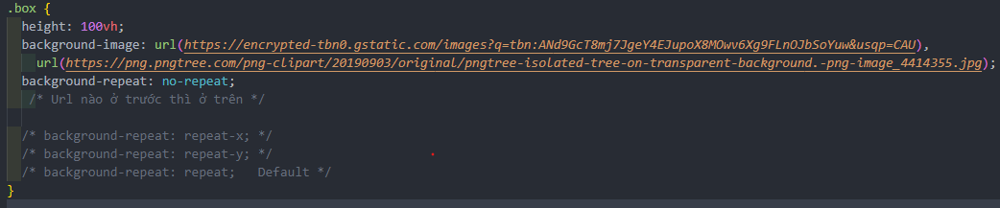 .box {
height: 100vh;
background-image: url(https://encrypted-tbn0.gstatic.com/images?q=tbn:ANd9GcT8mj7JgeY4EJupoX8MOwv6Xg9FLnOJbSoYuw&usqp=CAU),
url(https://png.pngtree.com/png-clipart/20190903/original/pngtree-isolated-tree-on-transparent-background.-png-image_4414355.jpg);
background-repeat: no-repeat;
/* Url nào ở trước thì ở trên */
/* background-repeat: repeat-x; */
/* background-repeat: repeat-y; */
/* background-repeat: repeat;   Default */
}